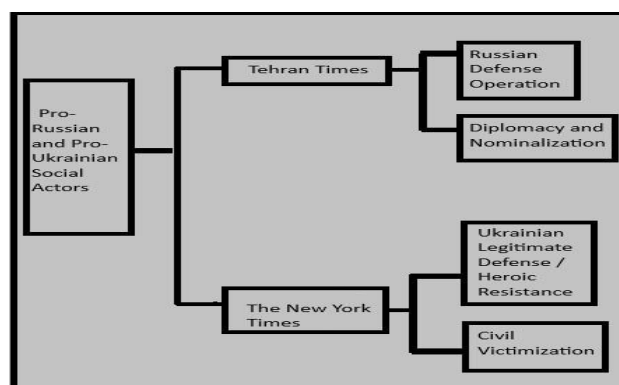 Pro-
Russian
and Pro-
Ukrainian
Social
Actors
Tehran Times
Russian
Defense
Operation
Diplomacy and
Nominalization
The New York
Times
Ukrainian
Legitimate
Defense /
Heroic
Resistance
Civil
Victimization